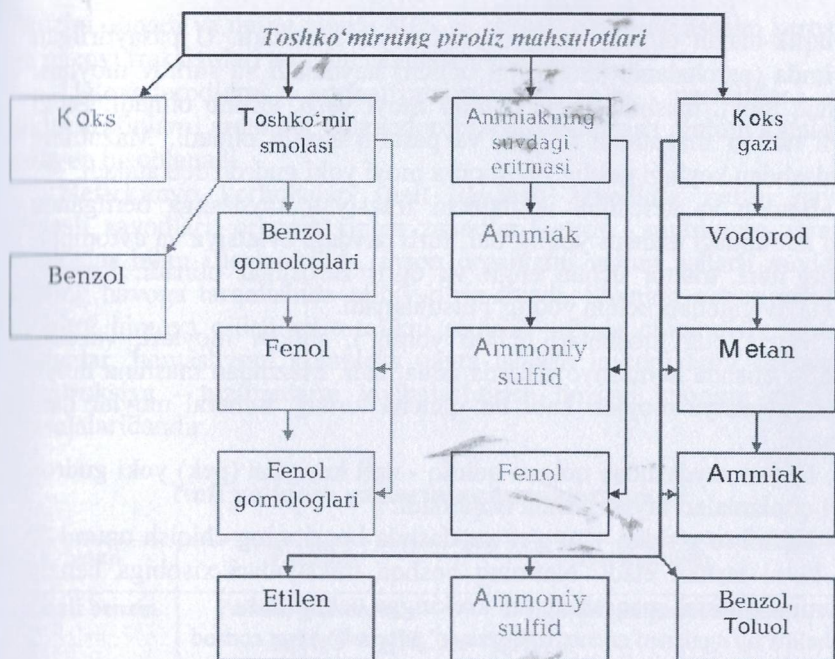 Toshko‘mirning piroliz mahsulotlari
Koks
Toshko‘mir
smolasi
Ammiakning
suvdagi
eritmasi
Koks
gazi
Benzol
Benzol
gomologlari
Ammiak
Vodorod
Fenol
Ammoniy
sulfid
Metan
Fenol
gomologlari
Fenol
Ammiak
Etilen
Ammoniy
sulfid
Benzol,
Toluol